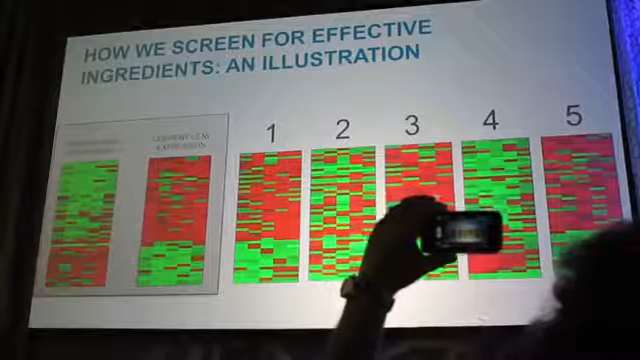 HOW WE SCREEN FOR EFFECTIVE
INGREDIENTS: AN ILLUSTRATION
1 2 3 4 5